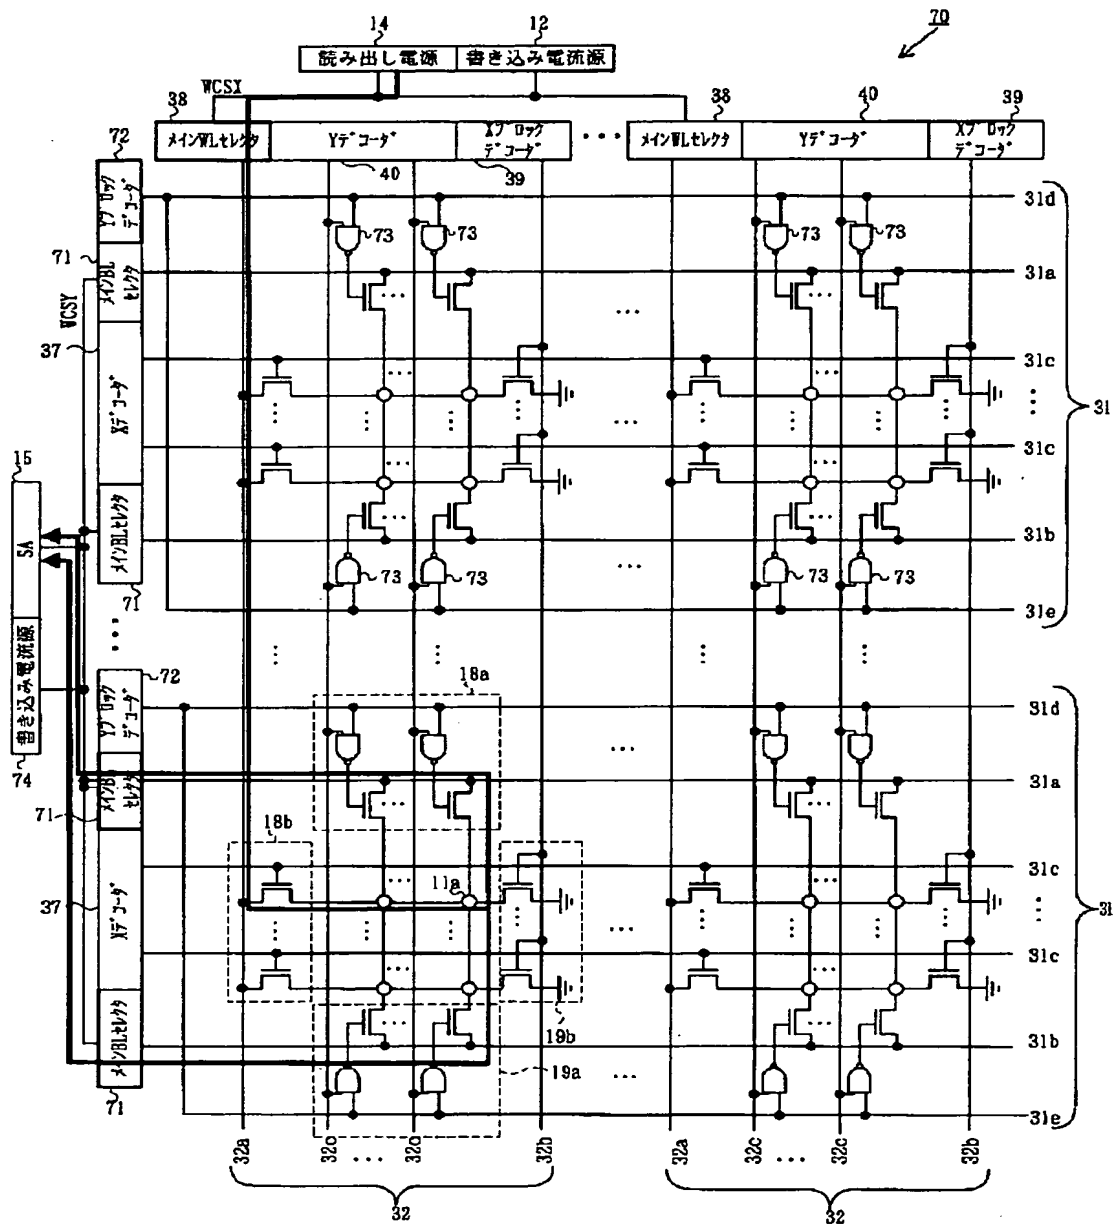 70
14
12
読み出し電源
書き込み電流源
WCSX
38
38
40
39
メインWLセレクタ
Yデコーダ
Xブロック
デコーダ
・・・
メインWLセレクタ
Yデコーダ
Xブロック
デコーダ
72
40
39
Yブロック
デコーダ
31d
73
73
73
73
71
メインBL
セレクタ
31a
WCSY
37
Xデコーダ
31c
31
15
31c
SA
メインBLセレクタ
31b
73
73
73
73
71
31e
書き込み電流源
72
18a
Yブロック
デコーダ
31d
74
メインBL
セレクタ
31a
71
18b
11a
31c
37
Xデコーダ
31
31c
メインBLセレクタ
19b
31b
19a
71
31e
32a
32c
・・・
32c
32b
32a
32c
・・・
32c
32b
32
32